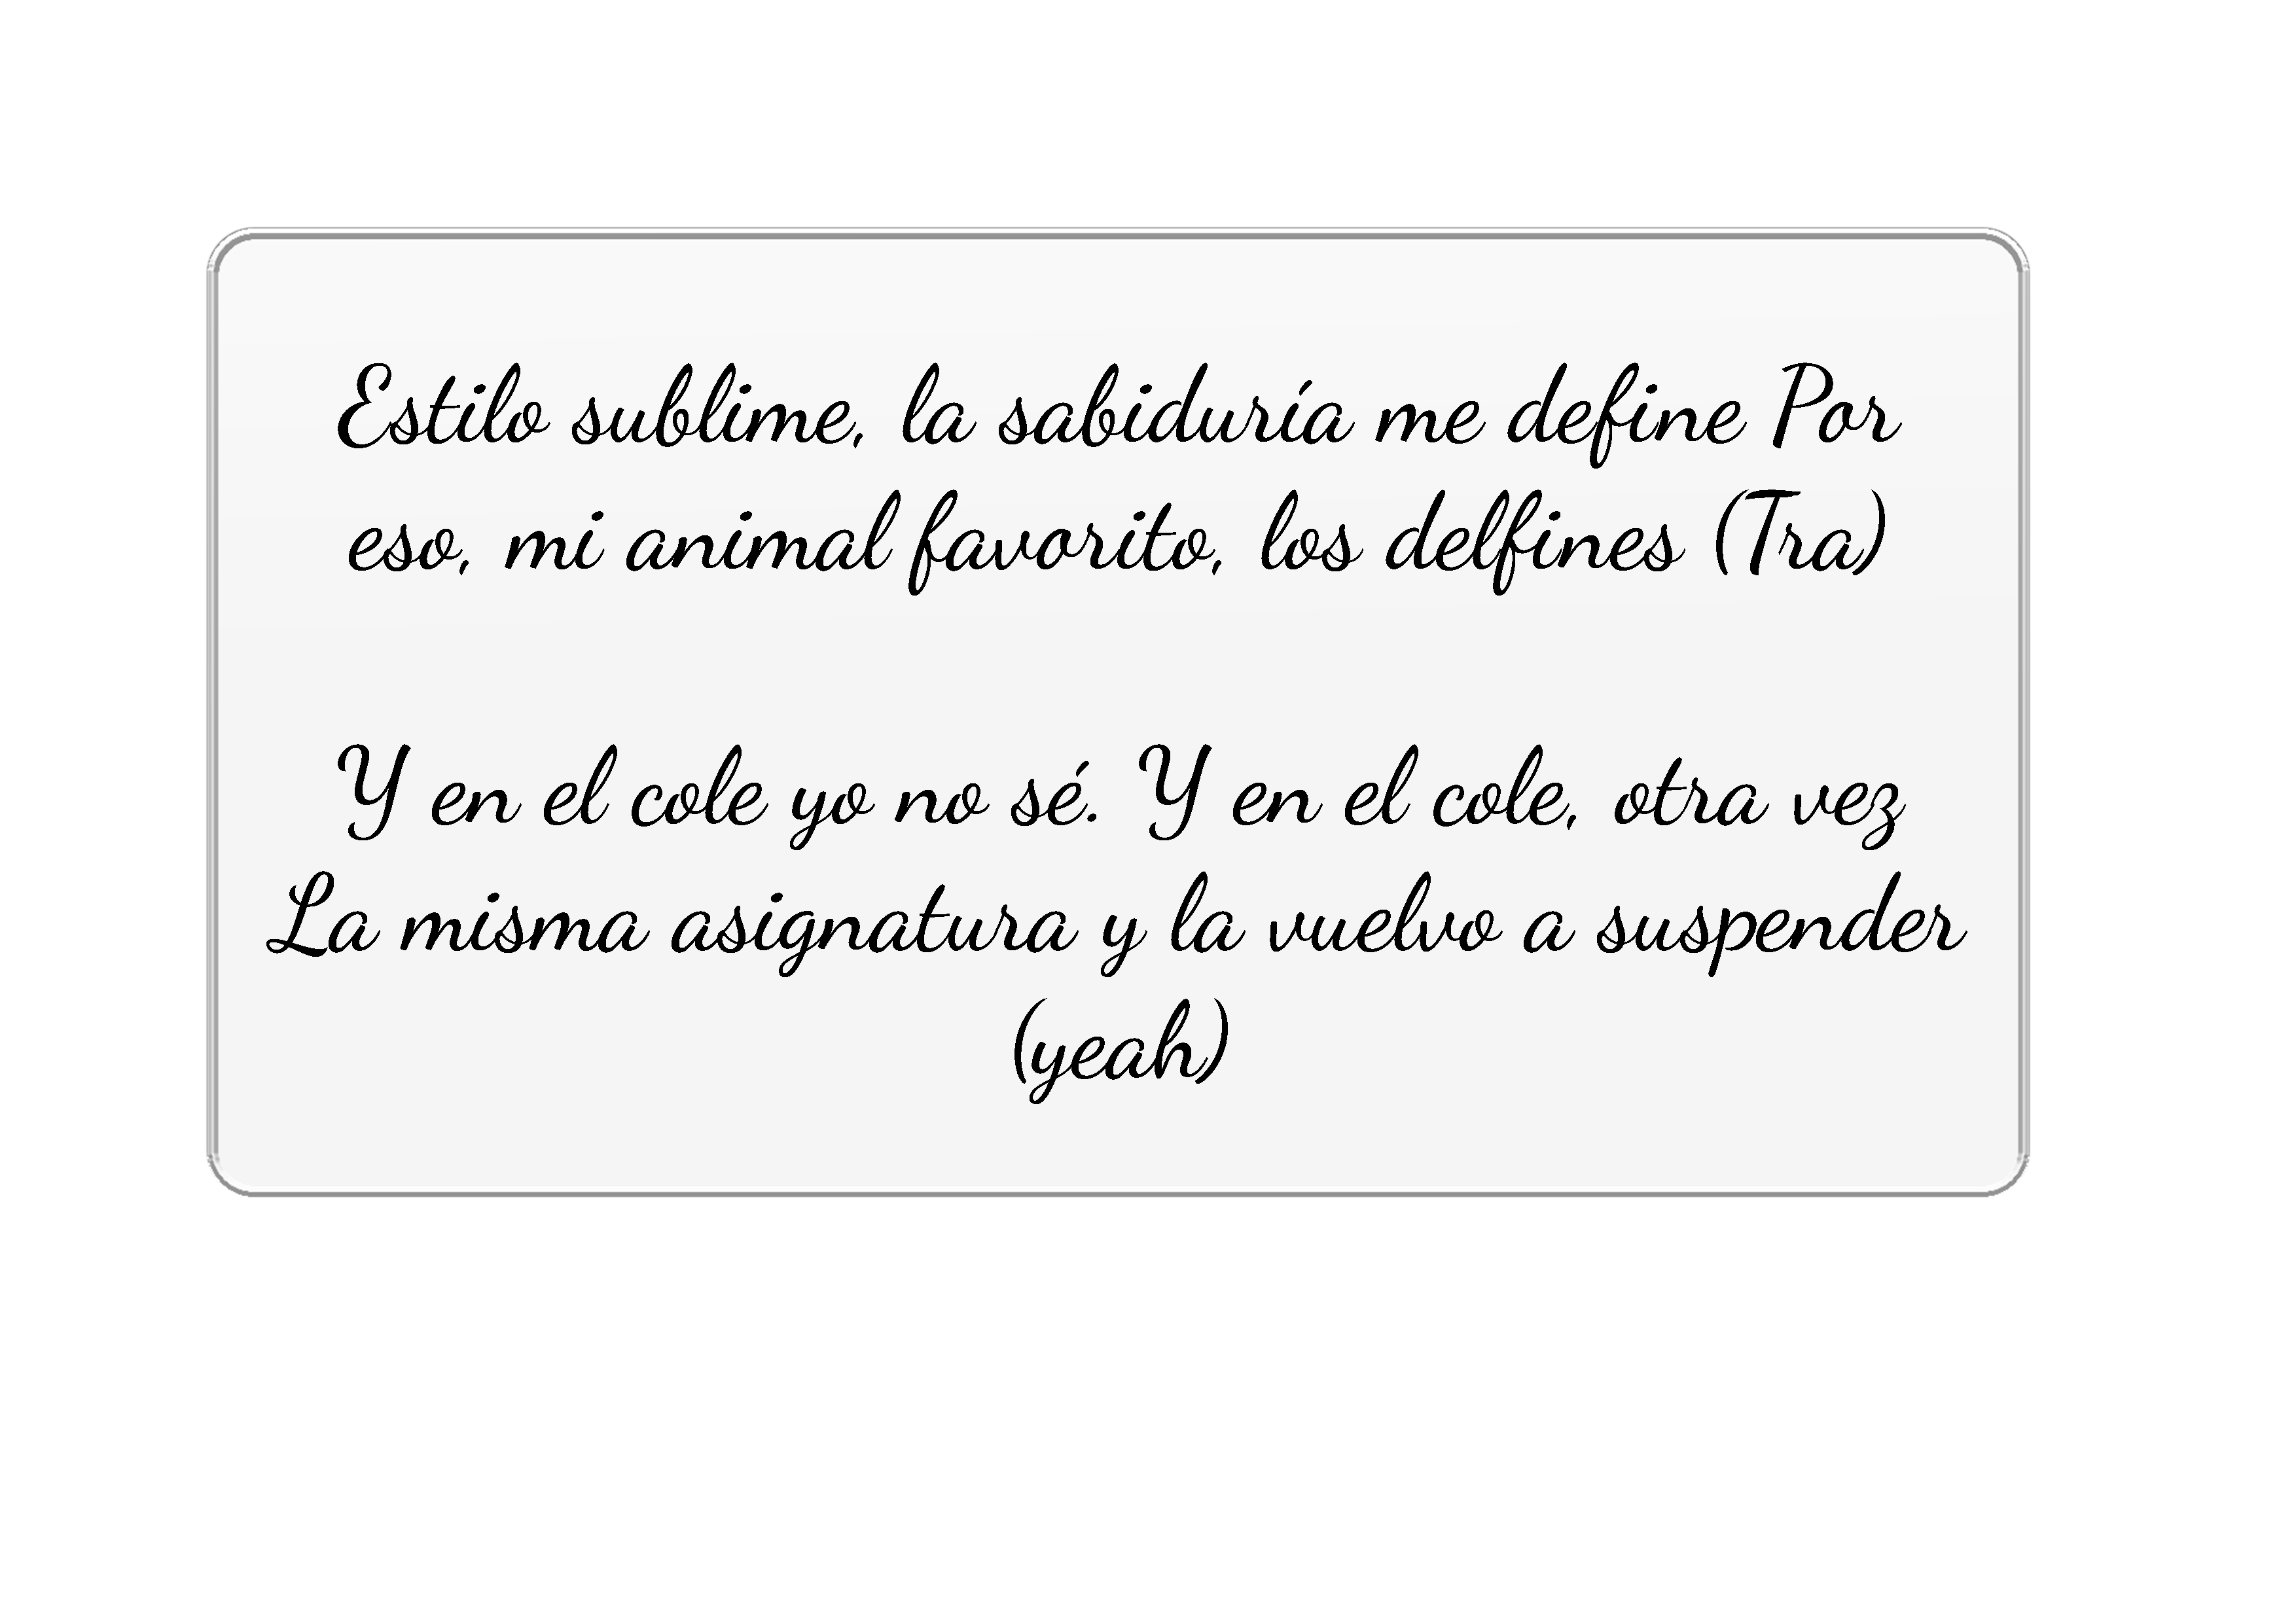 Estilo sublime, la sabiduría me define Por
eso, mi animal favorito, los delfines (Tra)
Y en el cole yo no sé. Y en el cole, otra vez
La misma asignatura y la vuelvo a suspender
(yeah)